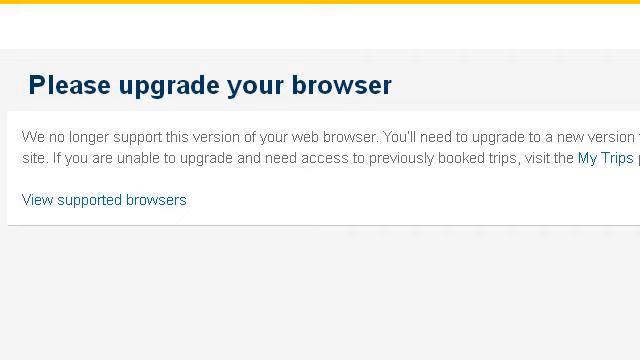 Please upgrade your browser
We no longer support this version of your web browser. You'll need to upgrade to a new version
site. If you are unable to upgrade and need access to previously booked trips, visit the My Trips
View supported browsers